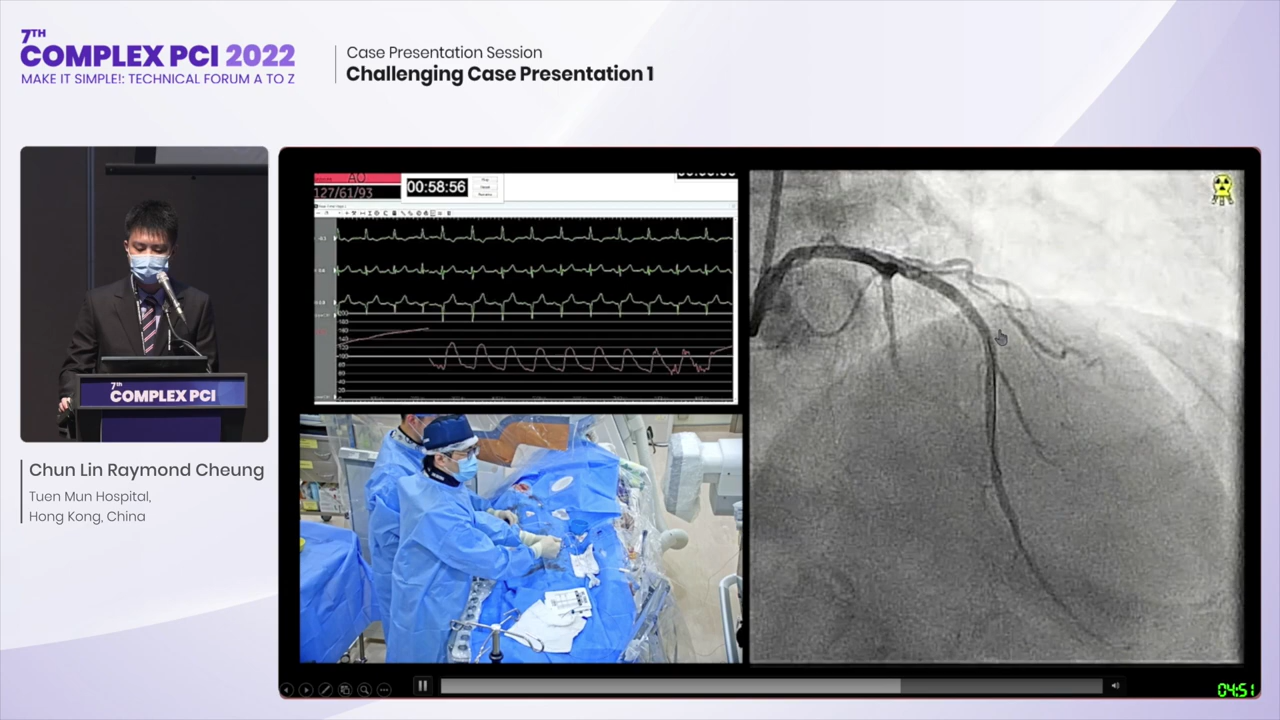 7TH
COMPLEX PCI 2022
MAKE IT SIMPLE!: TECHNICAL FORUM A TO Z
Case Presentation Session
Challenging Case Presentation 1
AO
127/61/93
00:58:56
7th
COMPLEX PCI
Chun Lin Raymond Cheung
Tuen Mun Hospital,
Hong Kong, China
04:51